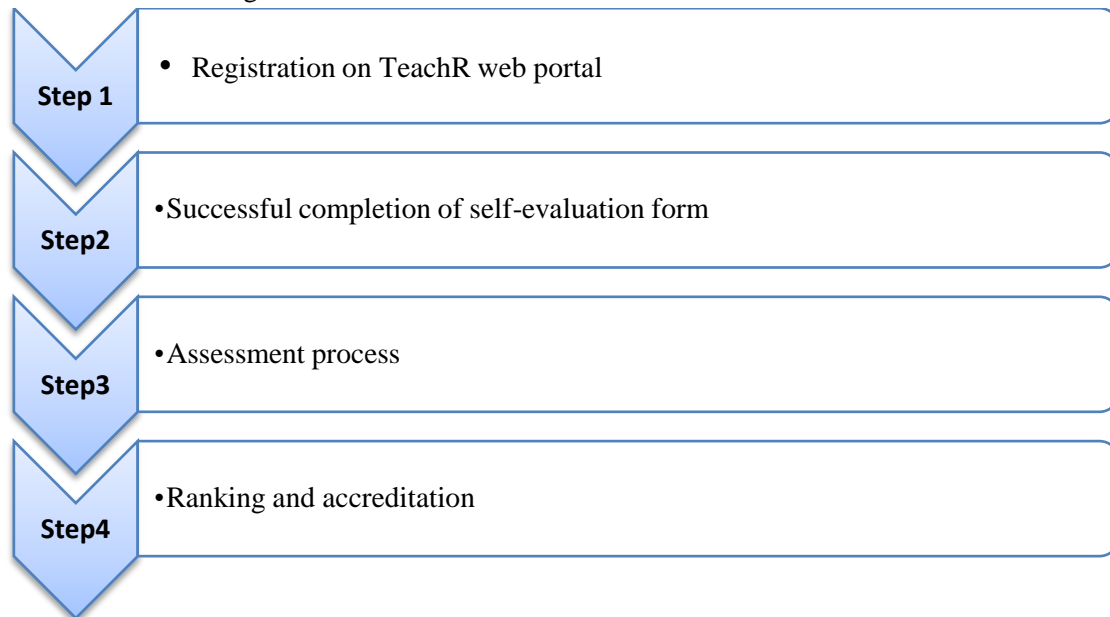 Step 1
• Registration on TeachR web portal
Step2
•Successful completion of self-evaluation form
Step3
•Assessment process
Step4
•Ranking and accreditation